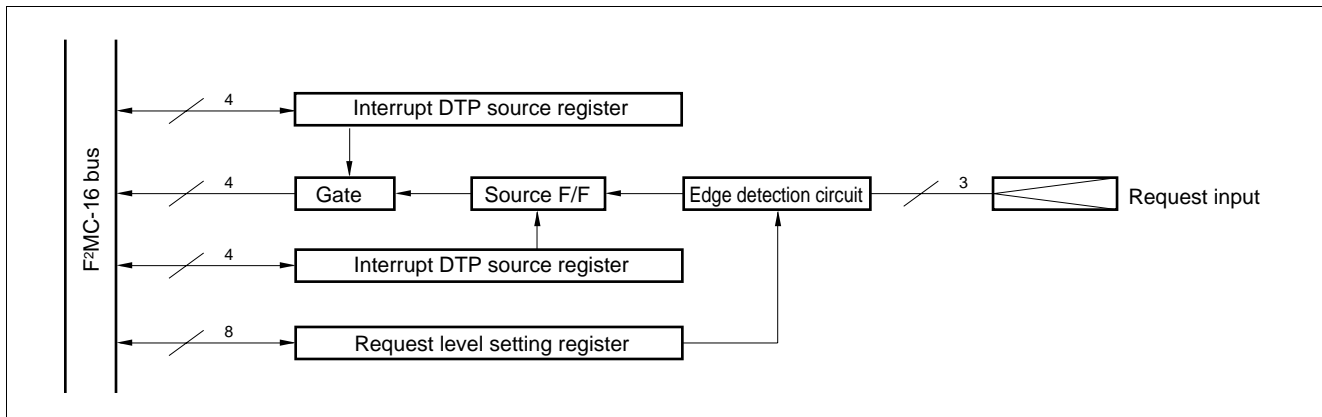 F²MC-16 bus
4
Interrupt DTP source register
4
Gate
Source F/F
Edge detection circuit
3
Request input
4
Interrupt DTP source register
8
Request level setting register